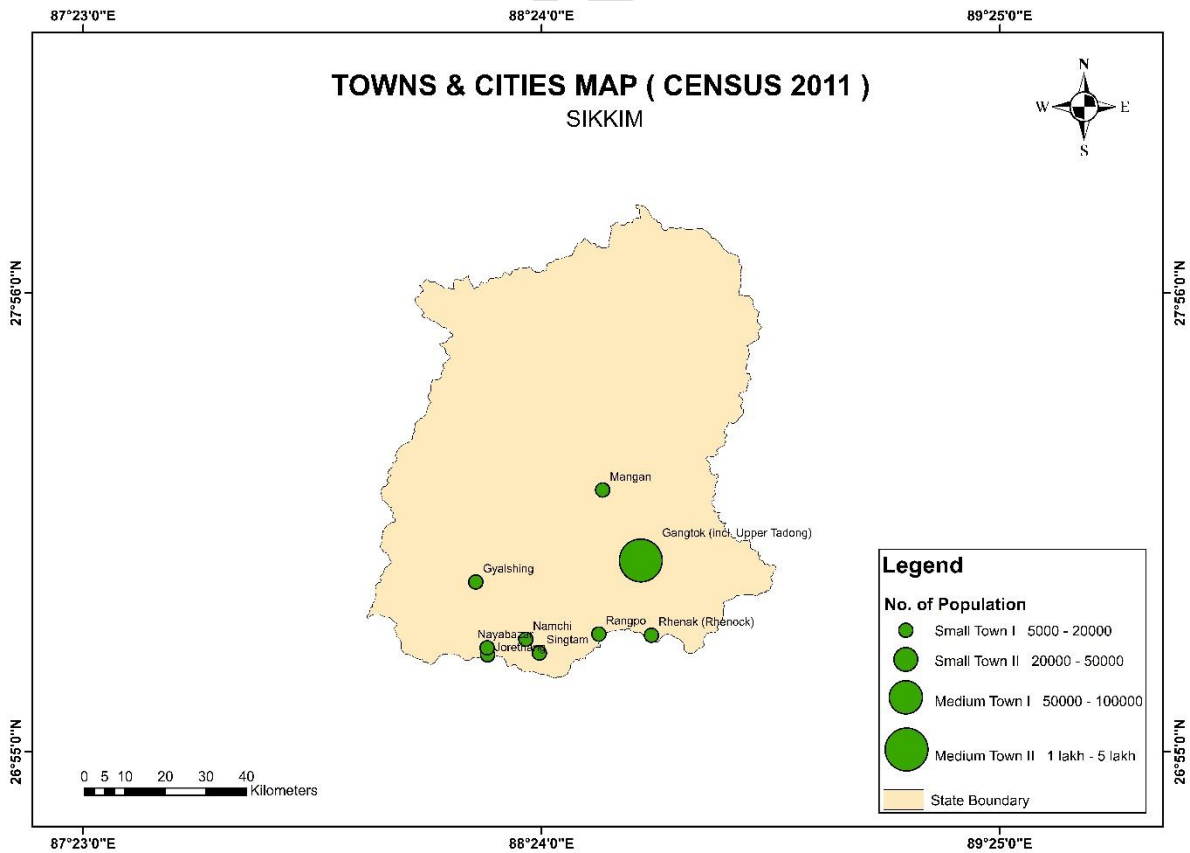 87°23'0"E
88°24'0"E
89°25'0"E
TOWNS & CITIES MAP ( CENSUS 2011 )
SIKKIM
N
W
E
S
27°56'0"N
27°56'0"N
Mangan
Gangtok (incl. Upper Tadong)
Gyalshing
Nayabazar
Namchi
Rangpo
Rhenak (Rhenock)
Jorethang
Singtam
Legend
No. of Population
Small Town I 5000 - 20000
Small Town II 20000 - 50000
Medium Town I 50000 - 100000
Medium Town II 1 lakh - 5 lakh
State Boundary
26°55'0"N
26°55'0"N
0 5 10 20 30 40
Kilometers
87°23'0"E
88°24'0"E
89°25'0"E